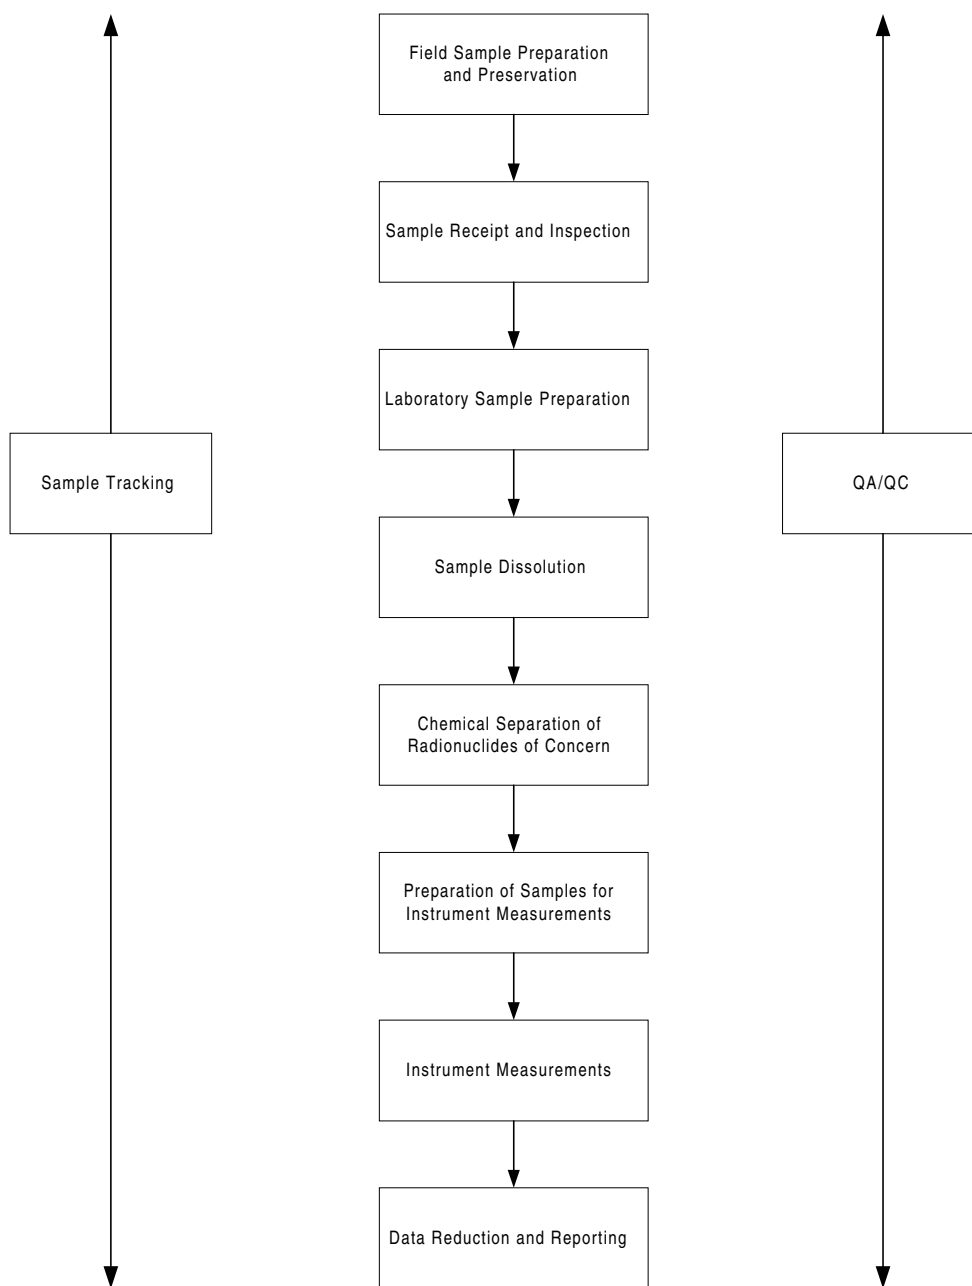 Field Sample Preparation
and Preservation
Sample Receipt and Inspection
Laboratory Sample Preparation
Sample Tracking
QA/QC
Sample Dissolution
Chemical Separation of
Radionuclides of Concern
Preparation of Samples for
Instrument Measurements
Instrument Measurements
Data Reduction and Reporting